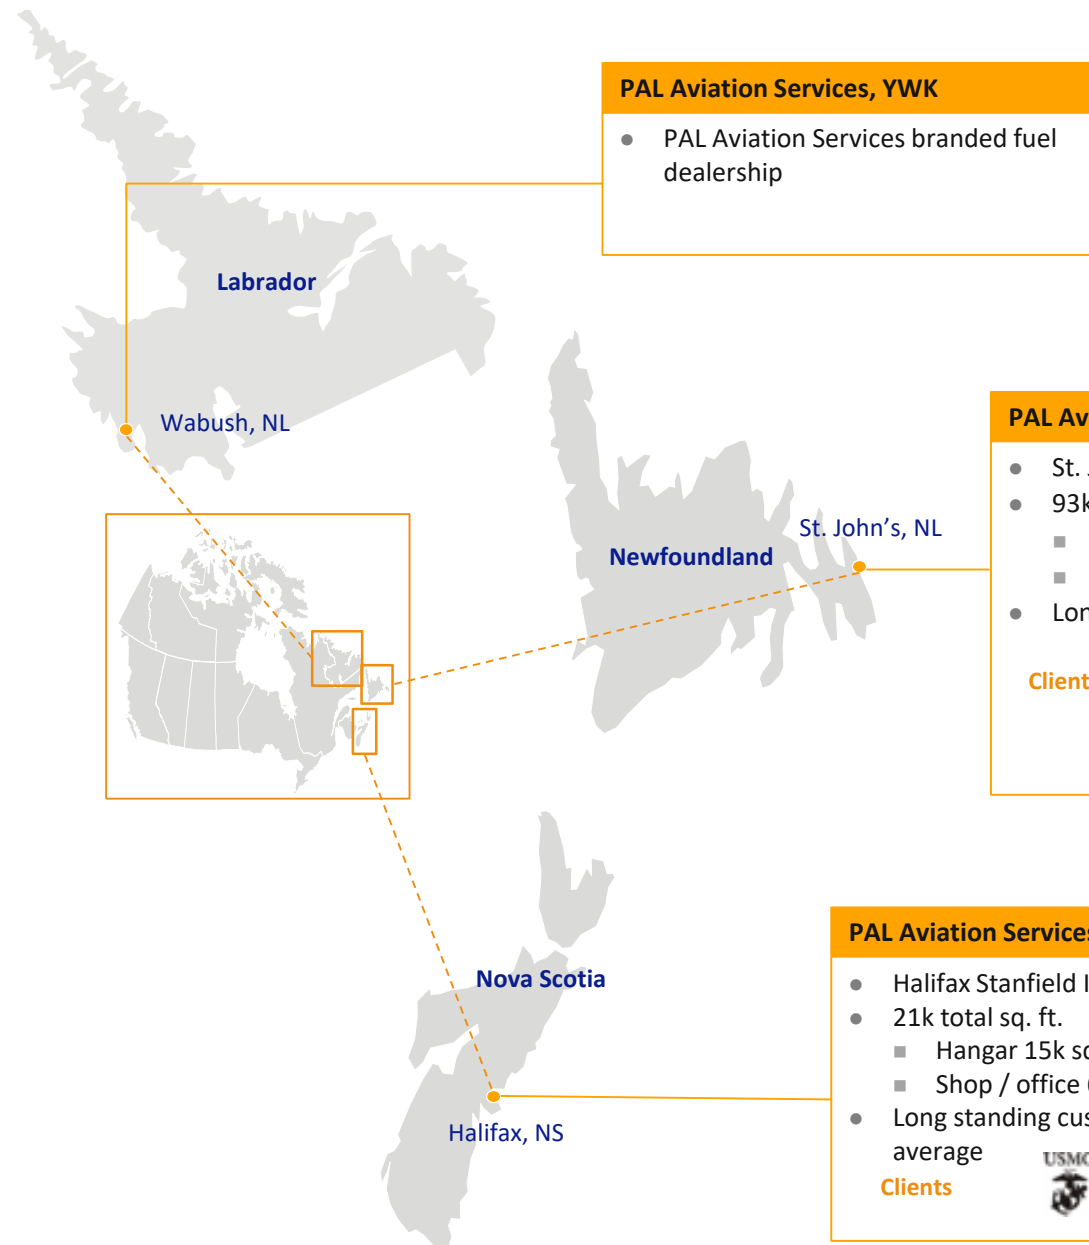 PAL Aviation Services, YWK
PAL Aviation Services branded fuel
dealership
Labrador
Wabush, NL
St. John’s, NL
Newfoundland
PAL Av
St.
93k
Lon
Client
Nova Scotia
Halifax, NS
PAL Aviation Services
Halifax Stanfield I
21k total sq. ft.
Hangar 15k sq
Shop / office
Long standing cus
average
USMC
Clients